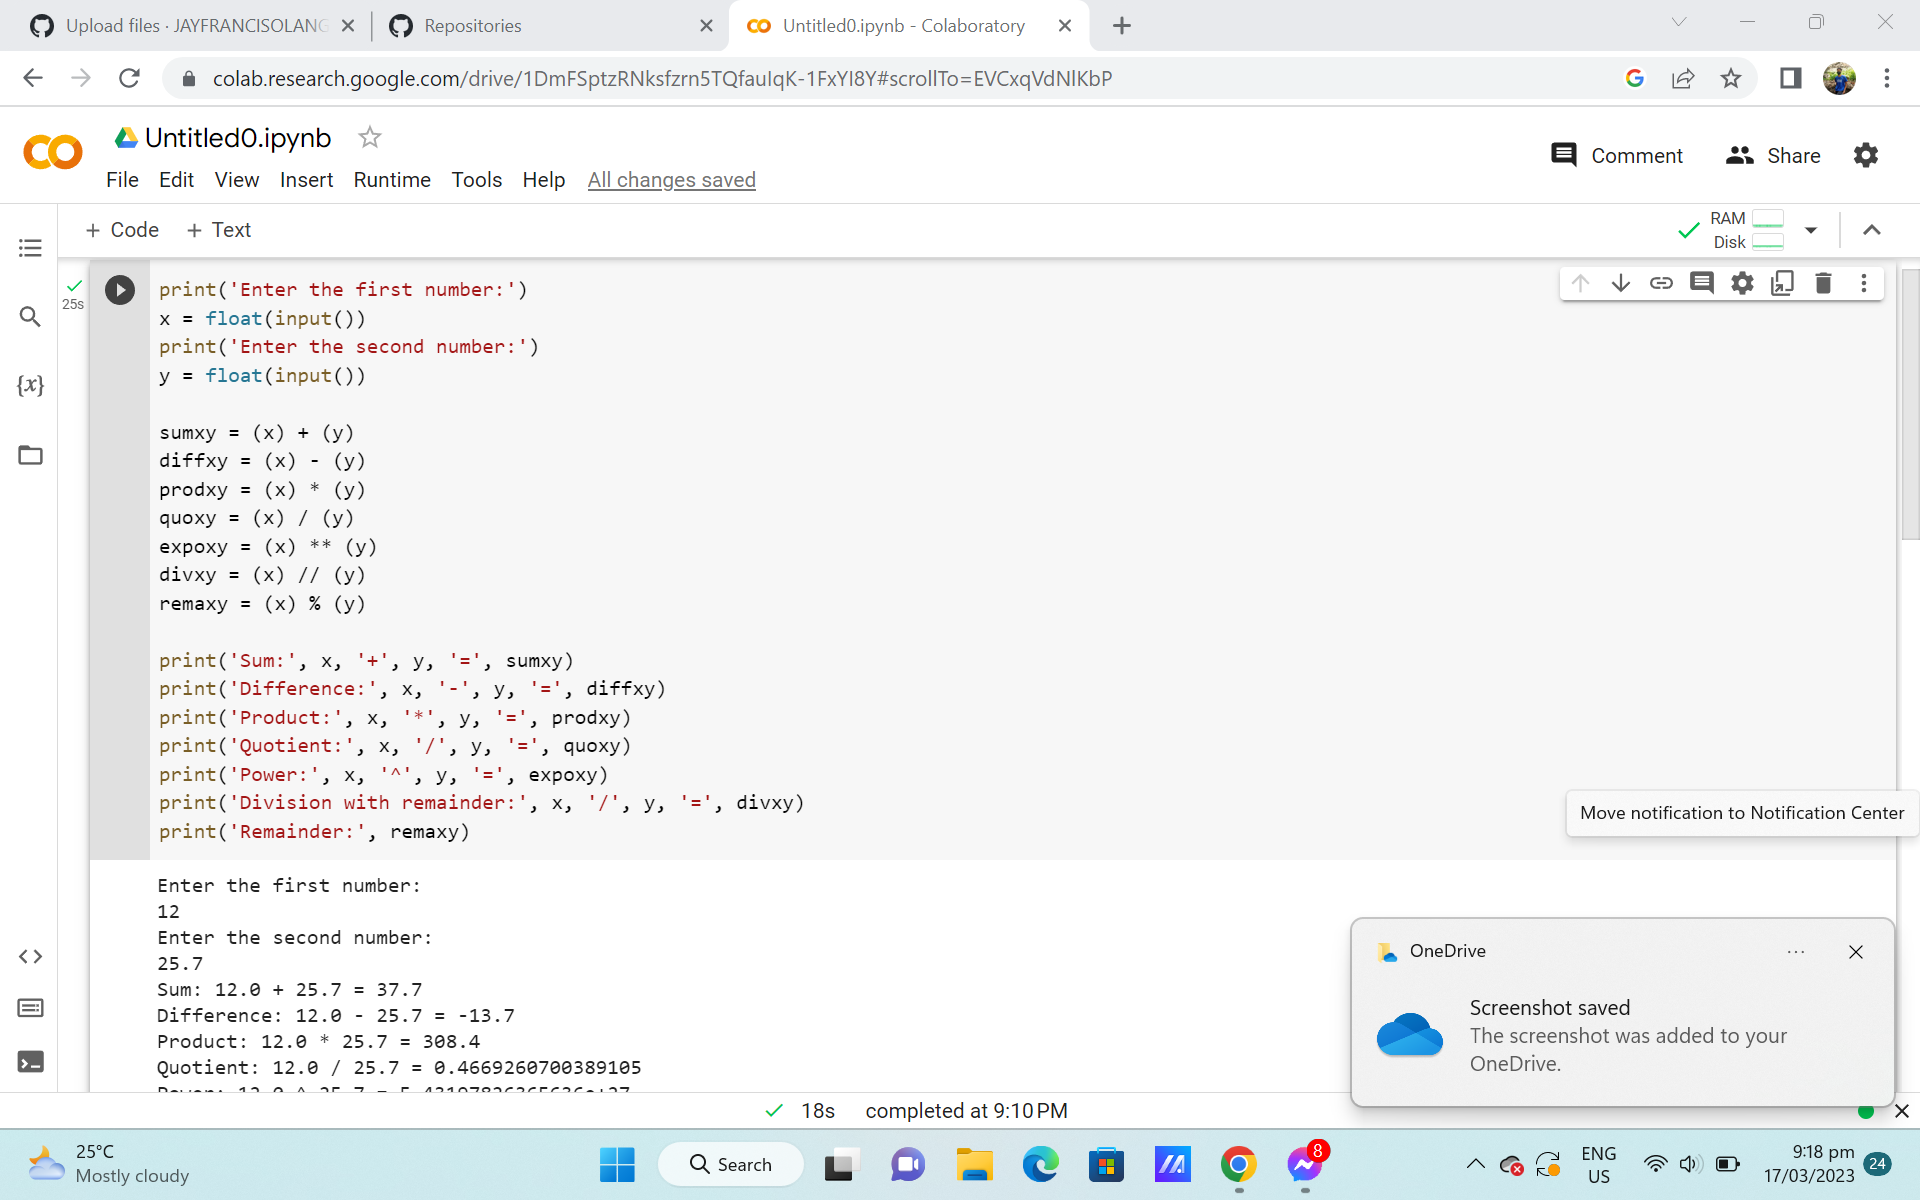 Upload files · JAYFRANCISOLANG
Repositories
Untitled0.ipynb - Colaboratory
colab.research.google.com/drive/1DmFSptzRNksfzrn5TQfauIqK-1FxYI8Y#scrollTo=EVCxqVdNlKbP
Untitled0.ipynb
Comment
Share
File Edit View Insert Runtime Tools Help All changes saved
+ Code + Text
RAM
Disk
25s
print('Enter the first number:')
x = float(input())
print('Enter the second number:')
y = float(input())
sumxy = (x) + (y)
diffxy = (x) - (y)
prodxy = (x) * (y)
quoxy = (x) / (y)
expoxy = (x) ** (y)
divxy = (x) // (y)
remaxy = (x) % (y)
print('Sum:', x, '+', y, '=', sumxy)
print('Difference:', x, '-', y, '=', diffxy)
print('Product:', x, '*', y, '=', prodxy)
print('Quotient:', x, '/', y, '=', quoxy)
print('Power:', x, '^', y, '=', expoxy)
print('Division with remainder:', x, '/', y, '=', divxy)
print('Remainder:', remaxy)
Move notification to Notification Center
Enter the first number:
12
Enter the second number:
25.7
Sum: 12.0 + 25.7 = 37.7
Difference: 12.0 - 25.7 = -13.7
Product: 12.0 * 25.7 = 308.4
Quotient: 12.0 / 25.7 = 0.4669260700389105
OneDrive
Screenshot saved
The screenshot was added to your
OneDrive.
18s completed at 9:10 PM
25°C
Mostly cloudy
Search
8
ENG
US
9:18 pm
17/03/2023
24